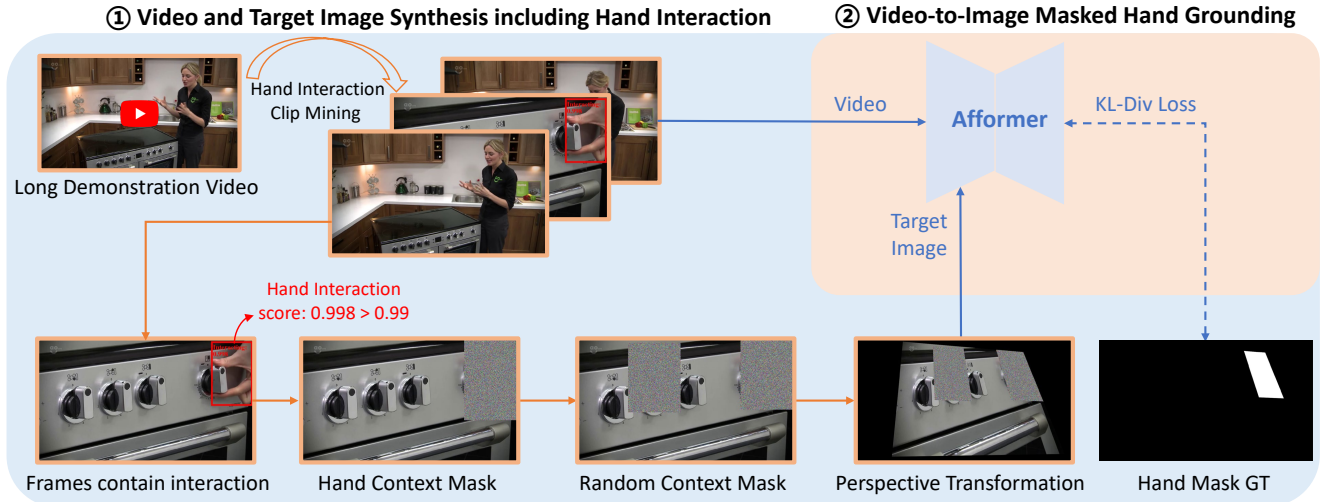 ① Video and Target Image Synthesis including Hand Interaction
② Video-to-Image Masked Hand Grounding
Hand Interaction
Clip Mining
Long Demonstration Video
Video
Afformer
KL-Div Loss
Target
Image
Hand Interaction
score: 0.998 > 0.99
Frames contain interaction
Hand Context Mask
Random Context Mask
Perspective Transformation
Hand Mask GT